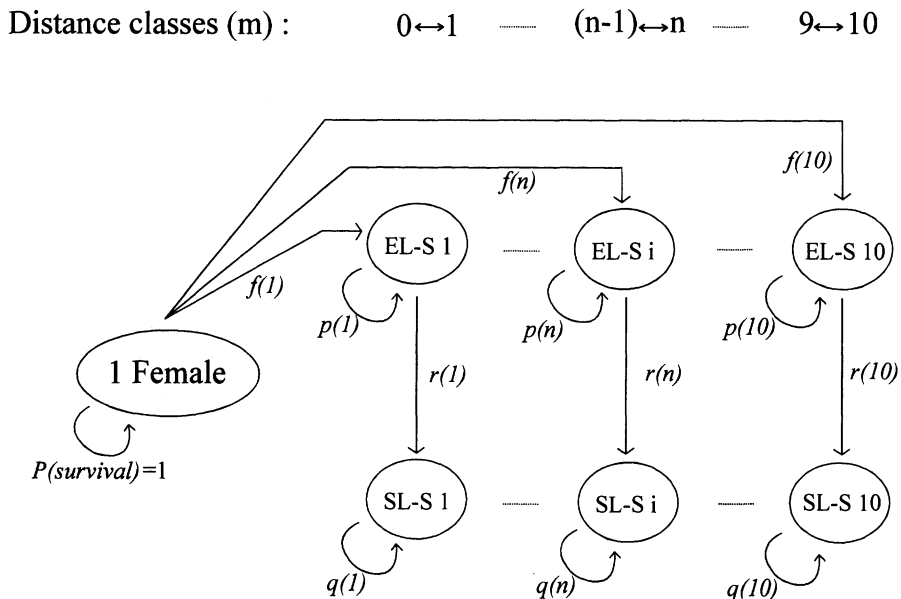 Distance classes (m) : 0↔1 (n-1)↔n 9↔10
f(10)
f(n)
EL-S 1 EL-S i EL-S 10
f(1)
p(1) p(n) p(10)
1 Female r(1) r(n) r(10)
P(survival)=1
SL-S 1 SL-S i SL-S 10
q(1) q(n) q(10)